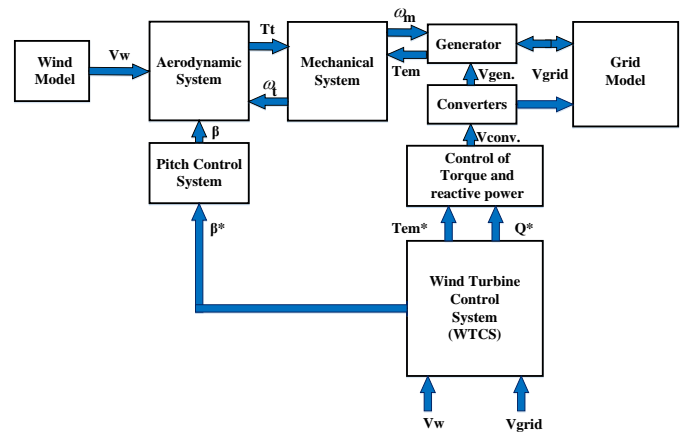 ωm
Tt
Vw
Wind
Model
Aerodynamic
System
Mechanical
System
Generator
Grid
Model
Tem
Vgen.
Vgrid
ωt
Converters
β
Vconv.
Pitch Control
System
Control of
Torque and
reactive power
β*
Tem*
Q*
Wind Turbine
Control
System
(WTCS)
Vw
Vgrid